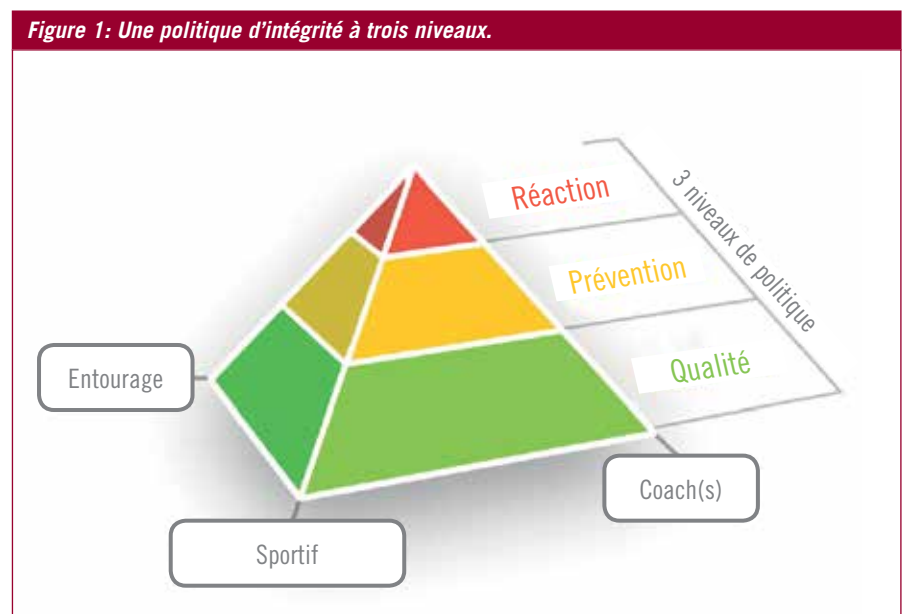 Figure 1: Une politique d'intégrité à trois niveaux.
Réaction
3 niveaux de politique
Prévention
Qualité
Entourage
Coach(s)
Sportif